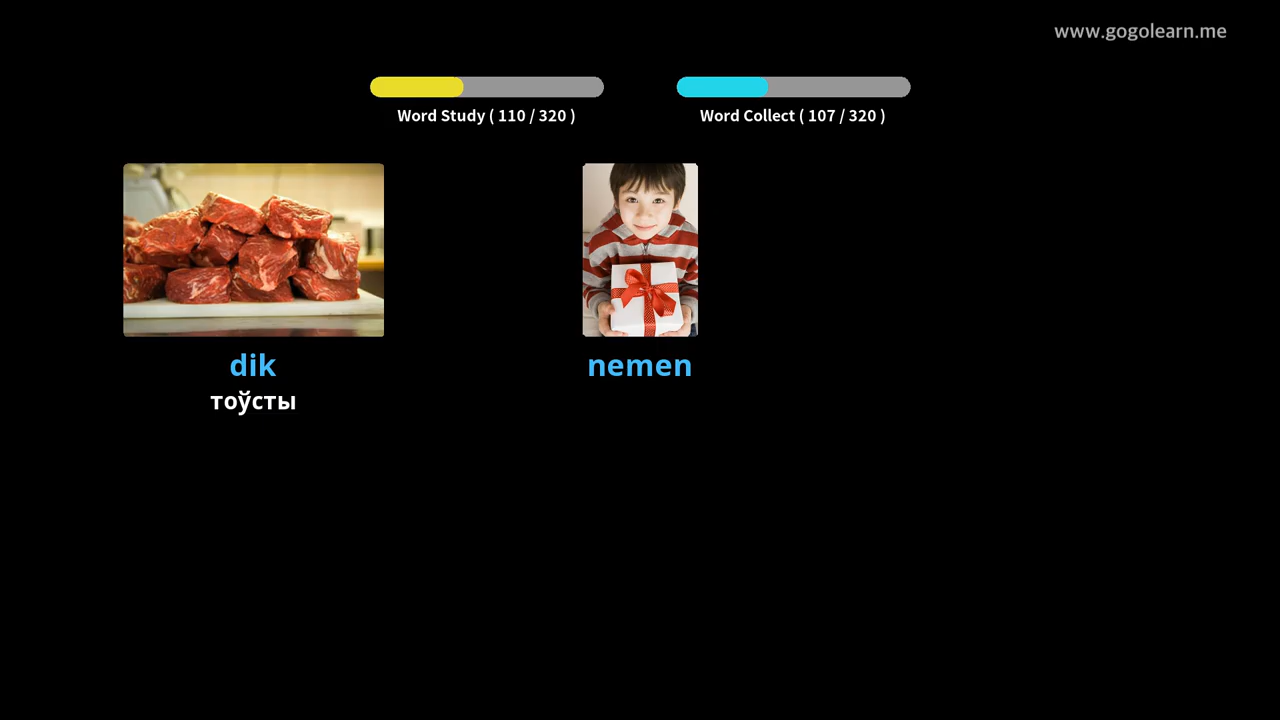 www.gogolearn.me
Word Study ( 110 / 320 )
Word Collect ( 107 / 320 )
dik
тоўсты
nemen